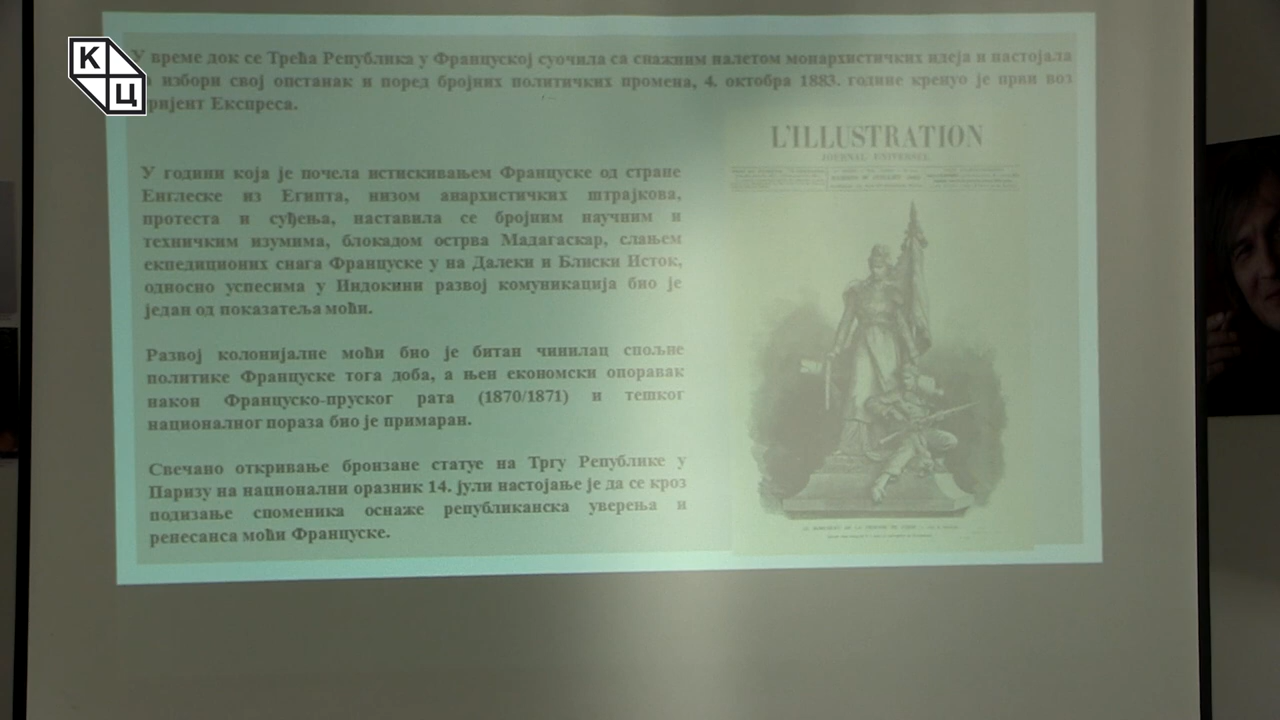 К
Ц
У време док се Трећа Република у Француској суочила са снажним налетом монархистичких идеја и настојала
избори свој опстанак и поред бројних политичких промена, 4. октобра 1883. године кренуо је први воз
ријент Експреса.
L'ILLUSTRATION
JOURNAL UNIVERSEL
У години која је почела истискивањем Француске од стране
Енглеске из Египта, низом анархистичких штрајкова,
протеста и суђења, наставила се бројним научним и
техничким изумима, блокадом острва Мадагаскар, слањем
екпедиционих снага Француске у на Далеки и Блиски Исток,
односно успесима у Индокини развој комуникација био је
један од показатеља моћи.
Развој колонијалне моћи био је битан чинилац спољне
политике Француске тога доба, а њен економски опоравак
након Француско-пруског рата (1870/1871) и тешког
националног пораза био је примаран.
Свечано откривање бронзане статуе на Тргу Републике у
Паризу на национални оразник 14. јули настојање је да се кроз
подизање споменика оснаже републиканска уверења и
ренесанса моћи Француске.